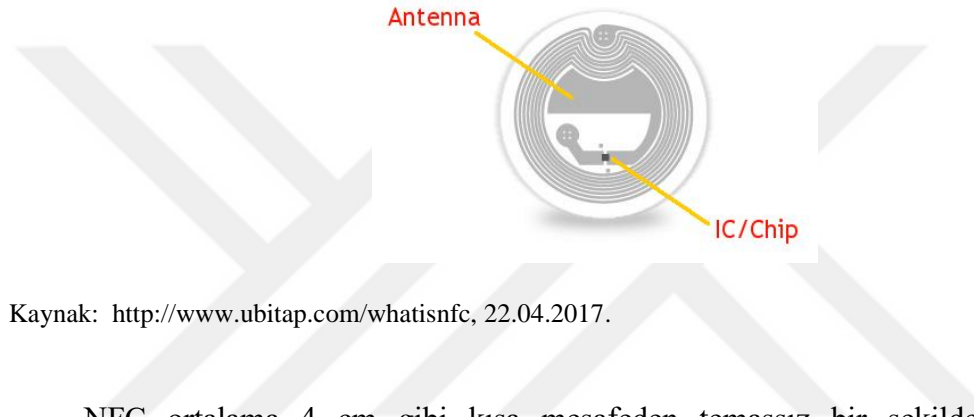 Antenna
IC/Chip
Kaynak: http://www.ubitap.com/whatisnfc, 22.04.2017.
NFC ortalama 4 cm gibi kısa mesafeden temassız bir şekilde